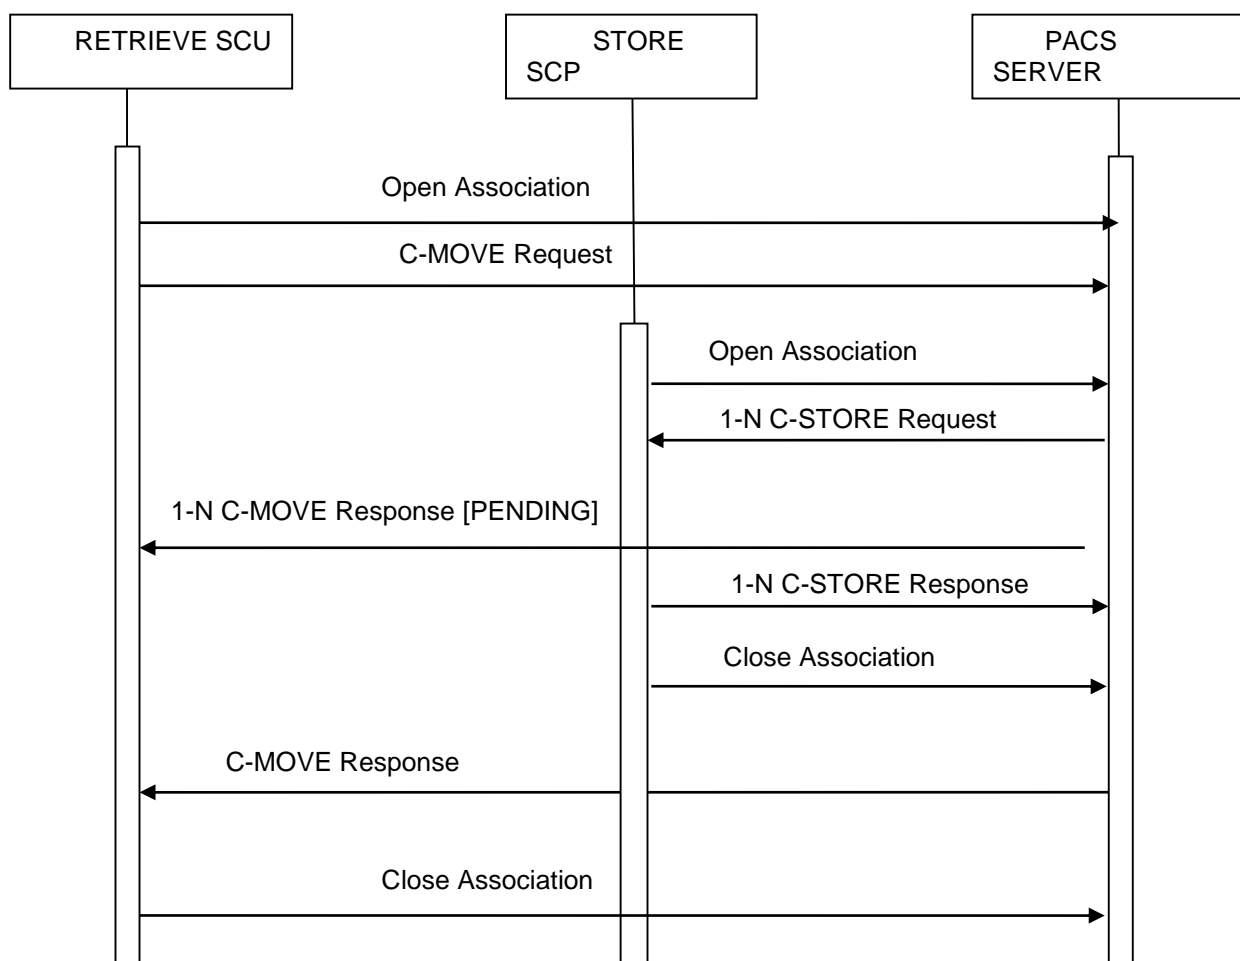 RETRIEVE SCU
STORE
SCP
PACS
SERVER
Open Association
C-MOVE Request
Open Association
1-N C-STORE Request
1-N C-MOVE Response [PENDING]
1-N C-STORE Response
Close Association
C-MOVE Response
Close Association